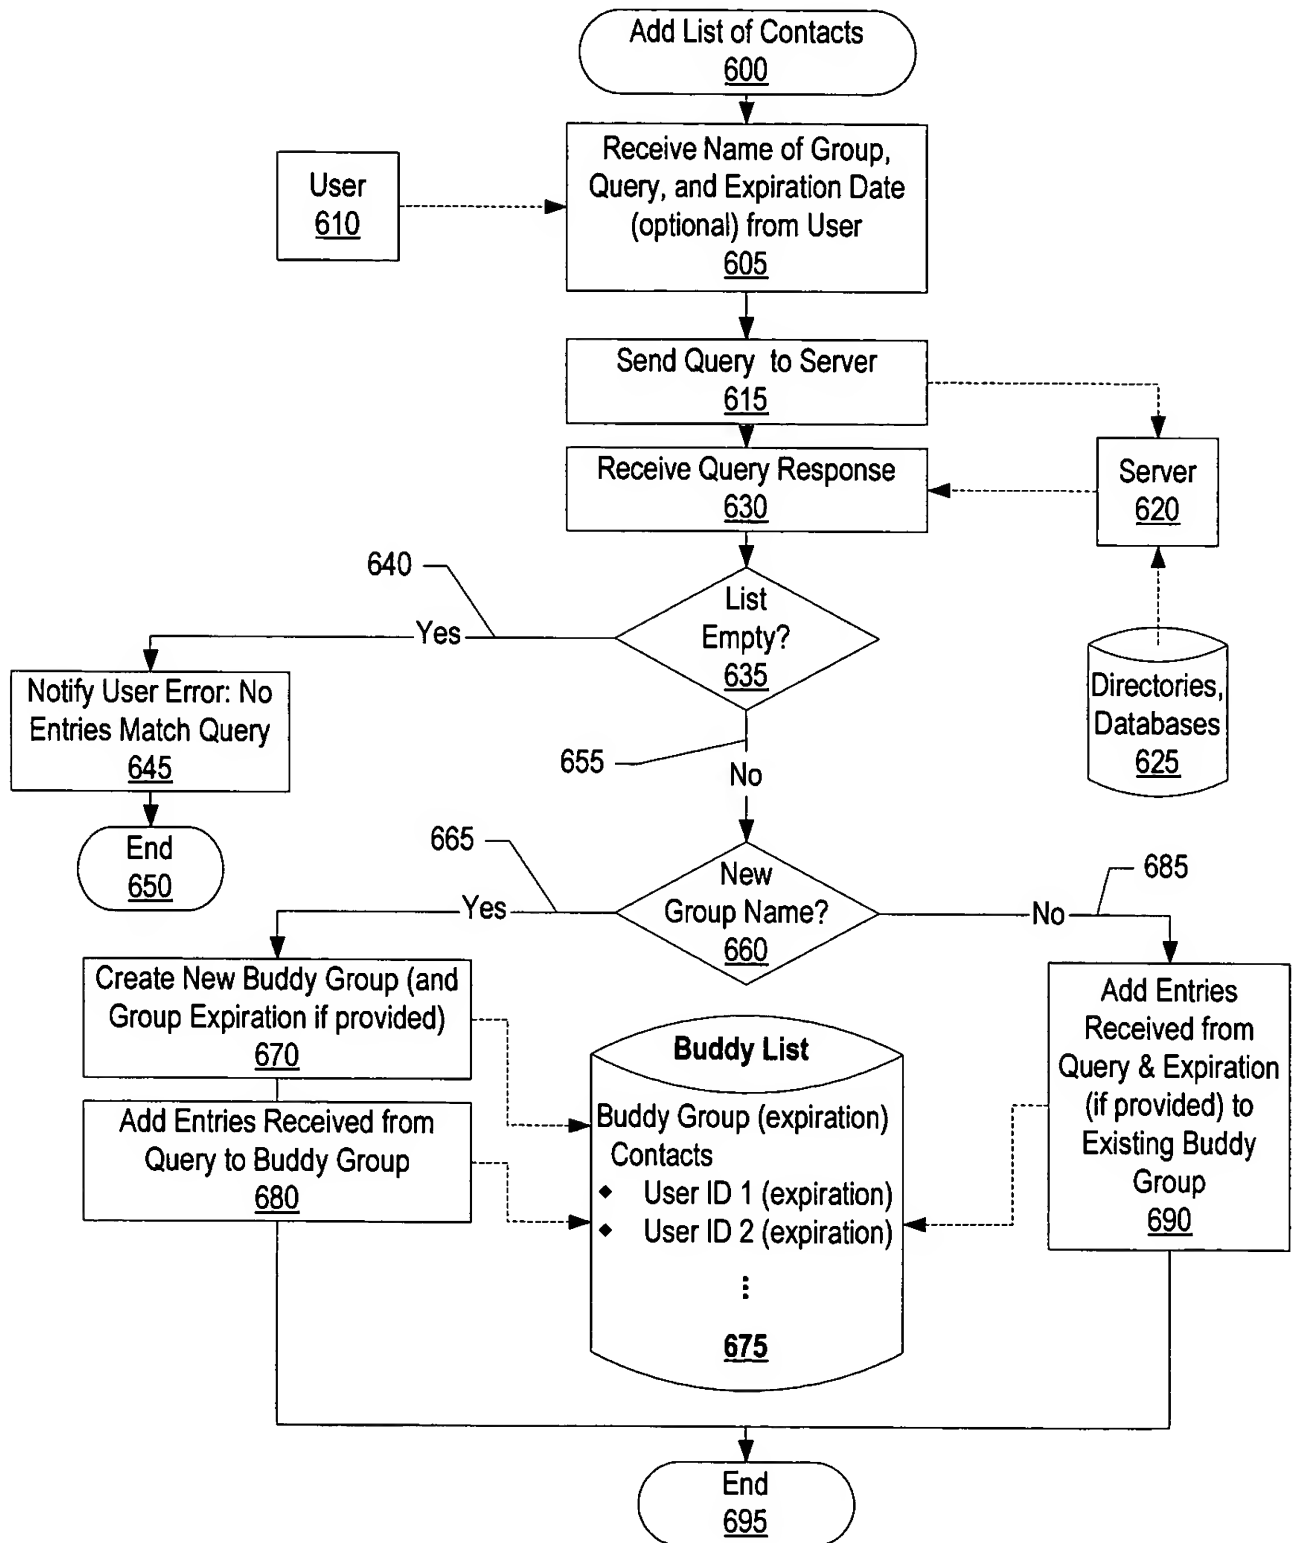 Add List of Contacts
600
Receive Name of Group,
Query, and Expiration Date
(optional) from User
605
User
610
Send Query to Server
615
Receive Query Response
630
Server
620
640
List
Empty?
635
Yes
Directories,
Databases
625
Notify User Error: No
Entries Match Query
645
655
No
End
650
665
New
Group Name?
660
685
Yes
No
Create New Buddy Group (and
Group Expiration if provided)
670
Add Entries Received from
Query to Buddy Group
680
Buddy List
Buddy Group (expiration)
Contacts
◆ User ID 1 (expiration)
◆ User ID 2 (expiration)
⋮
675
Add Entries
Received from
Query & Expiration
(if provided) to
Existing Buddy
Group
690
End
695